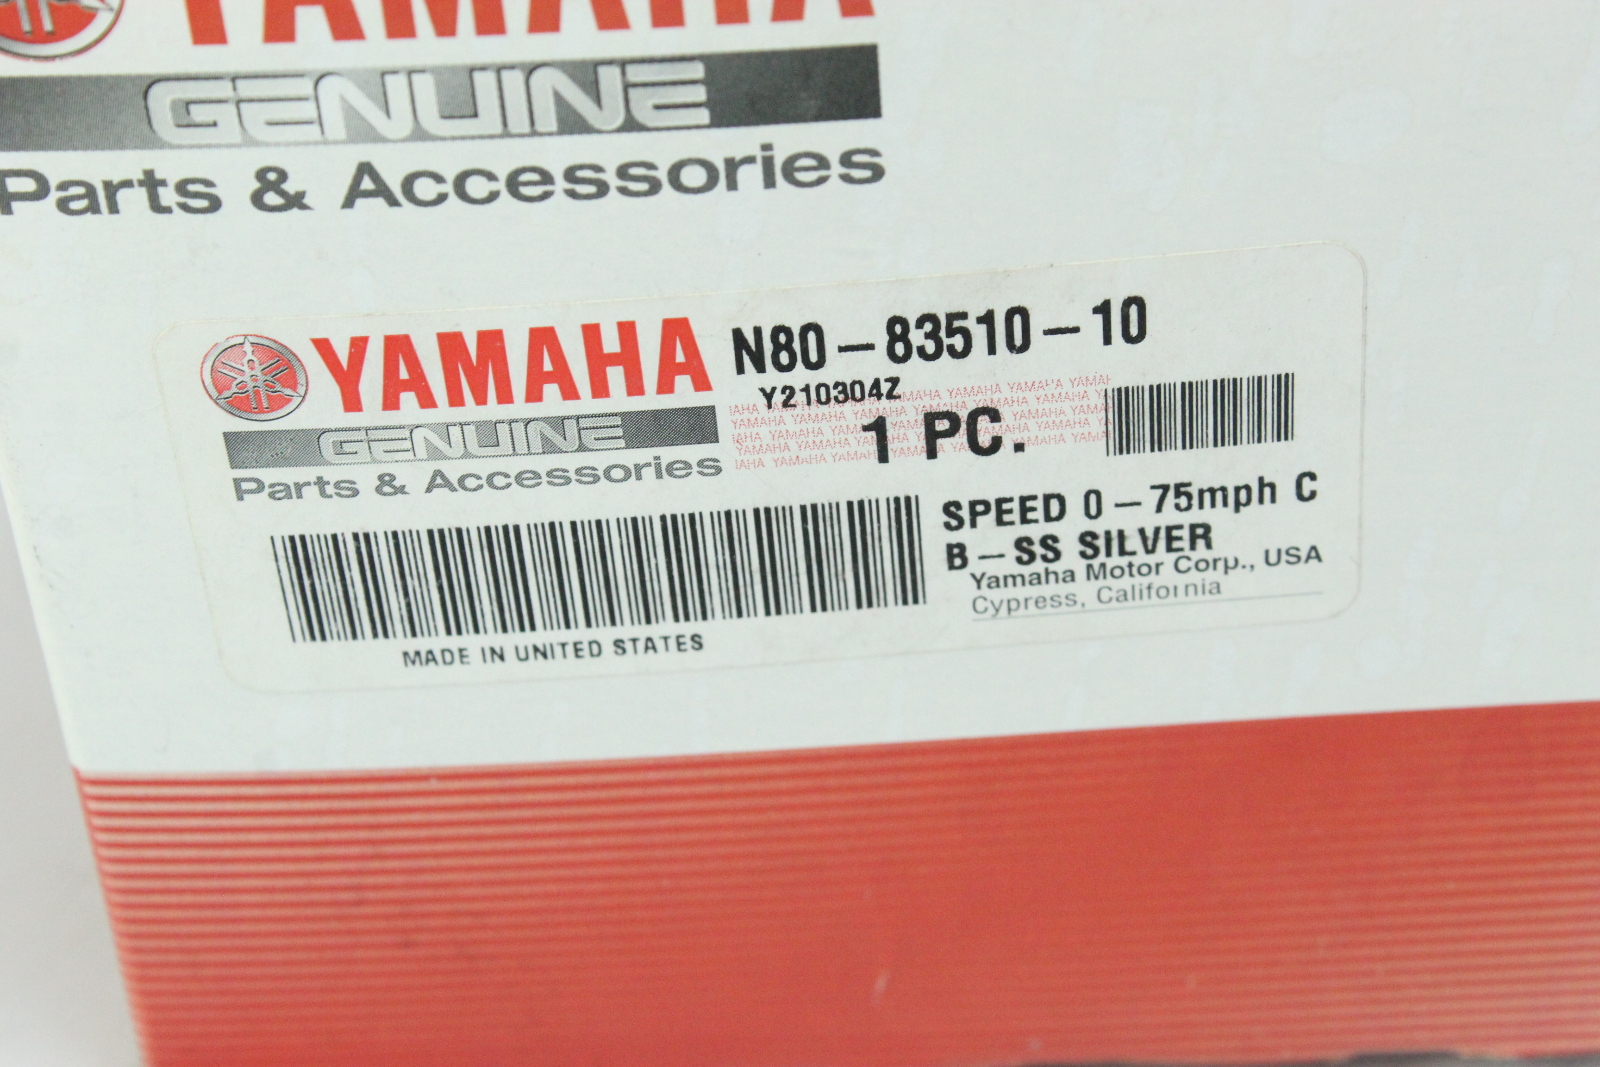 YAMAHA
GENUINE
Parts & Accessories
YAMAHA
GENUINE
Parts & Accessories
N80-83510-10
Y210304Z
1 PC.
SPEED 0-75mph C
B-SS SILVER
Yamaha Motor Corp., USA
Cypress, California
MADE IN UNITED STATES